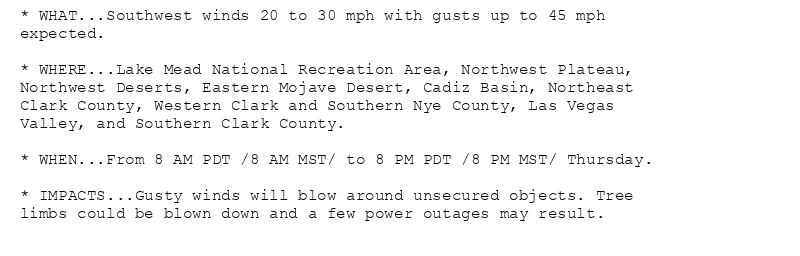 * WHAT...Southwest winds 20 to 30 mph with gusts up to 45 mph
expected.
* WHERE...Lake Mead National Recreation Area, Northwest Plateau,
Northwest Deserts, Eastern Mojave Desert, Cadiz Basin, Northeast
Clark County, Western Clark and Southern Nye County, Las Vegas
Valley, and Southern Clark County.
* WHEN...From 8 AM PDT /8 AM MST/ to 8 PM PDT /8 PM MST/ Thursday.
* IMPACTS...Gusty winds will blow around unsecured objects. Tree
limbs could be blown down and a few power outages may result.